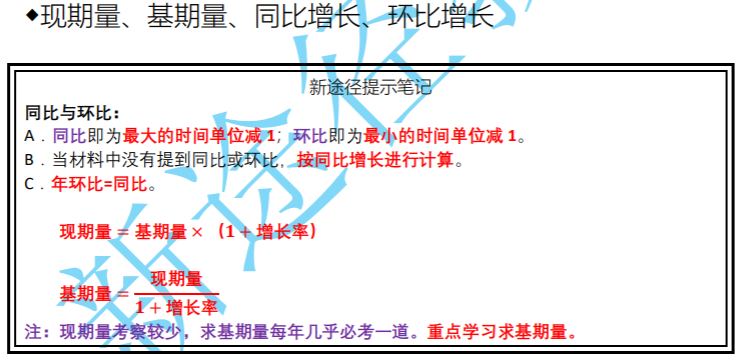 ◆现期量、基期量、同比增长、环比增长
新途径提示笔记
同比与环比：
A．同比即为最大的时间单位减 1；环比即为最小的时间单位减 1。
B．当材料中没有提到同比或环比，按同比增长进行计算。
C．年环比=同比。
现期量 = 基期量 ×（1 + 增长率）
基期量 = 现期量
1 + 增长率
注：现期量考察较少，求基期量每年几乎必考一道。重点学习求基期量。
新途径